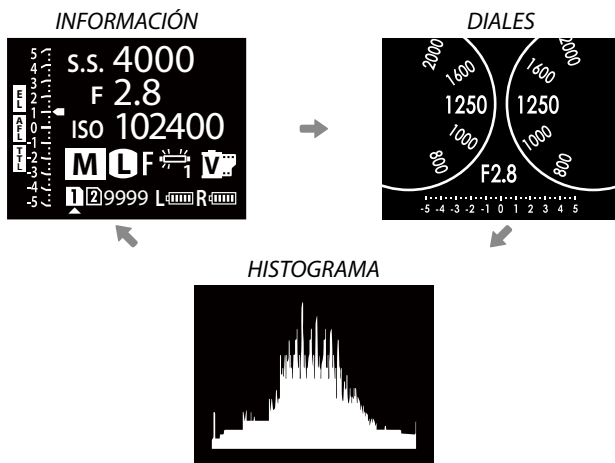 INFORMACIÓN
5
4
3
2
1
0
-1
-2
-3
-4
-5
EL
AFL
TTL
S.S. 4000
F 2.8
ISO 102400
M L F 1 V
1 2 9999 L R
DIALES
2000 2000
1600 1600
1250 1250
1000 1000
800 800
F2.8
-5 -4 -3 -2 -1 0 1 2 3 4 5
HISTOGRAMA